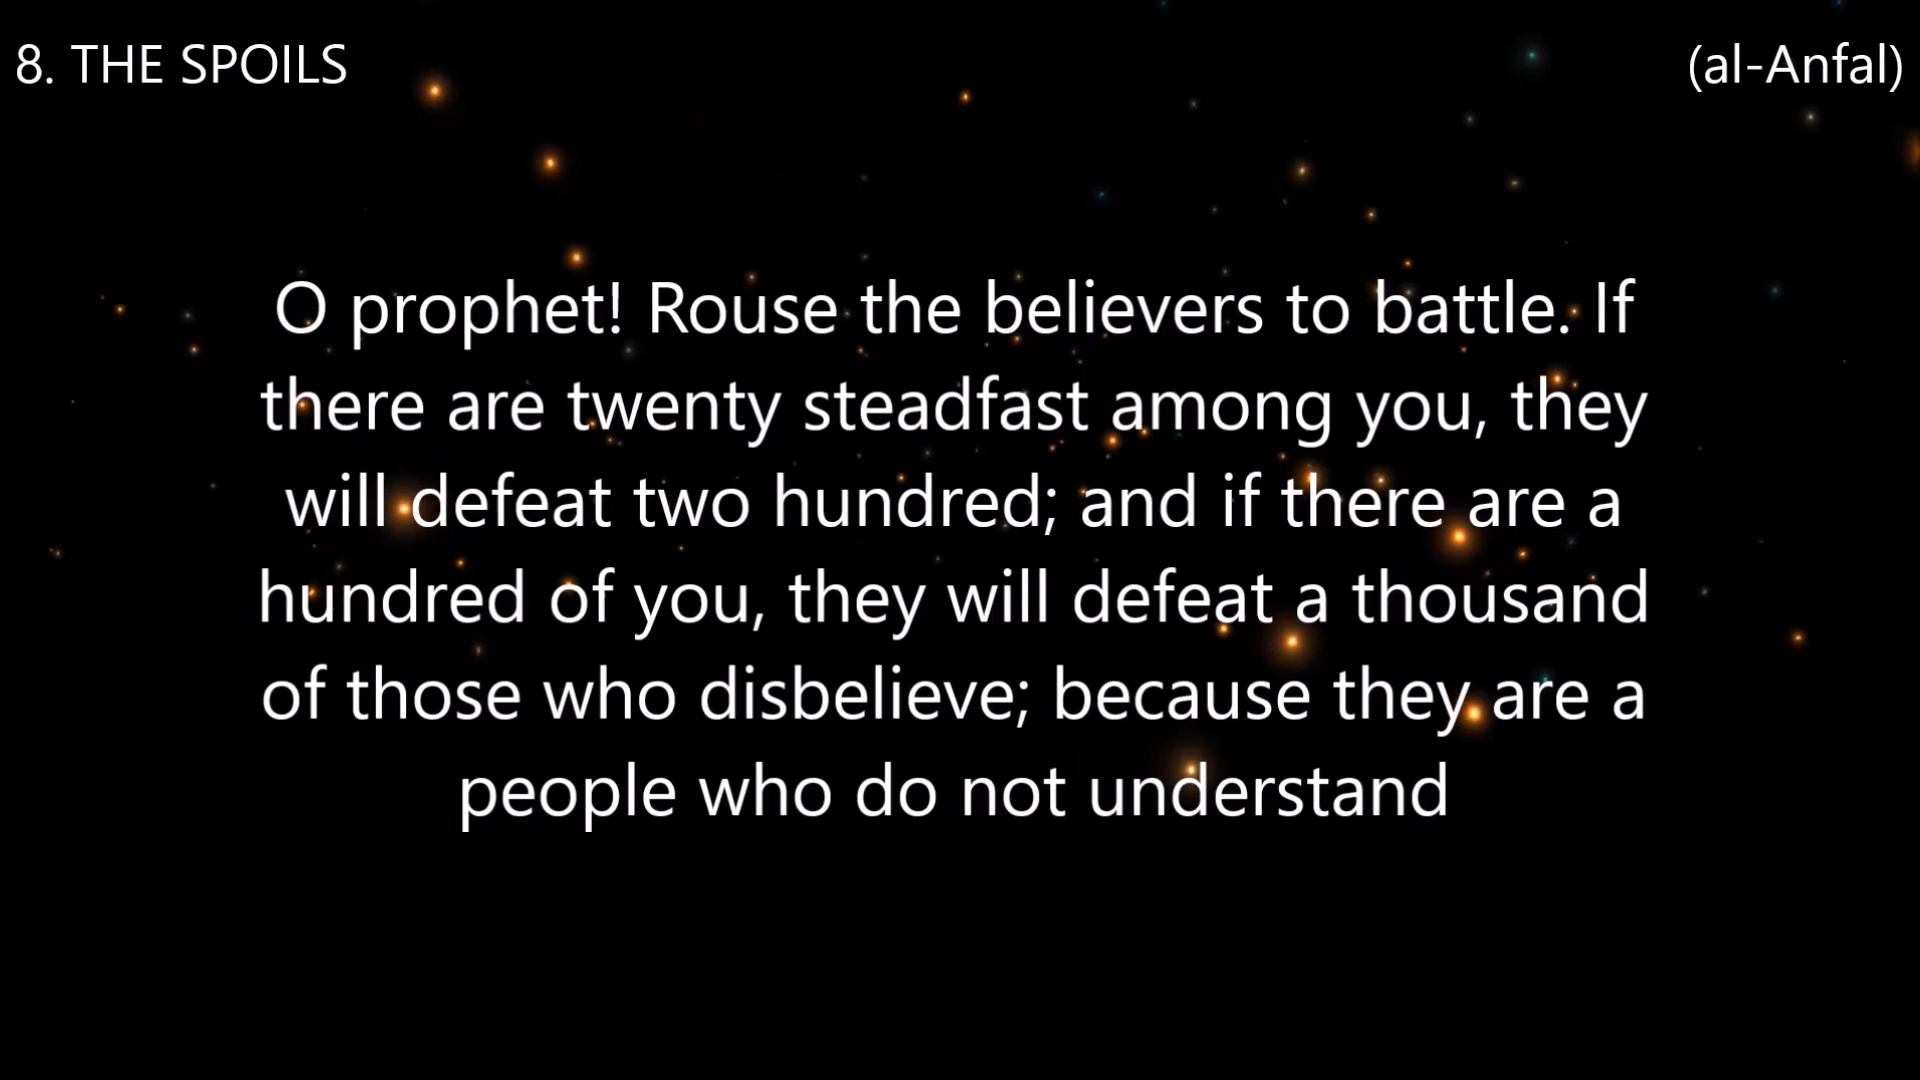 8. THE SPOILS
(al-Anfal)
O prophet! Rouse the believers to battle. If
there are twenty steadfast among you, they
will defeat two hundred; and if there are a
hundred of you, they will defeat a thousand
of those who disbelieve; because they are a
people who do not understand